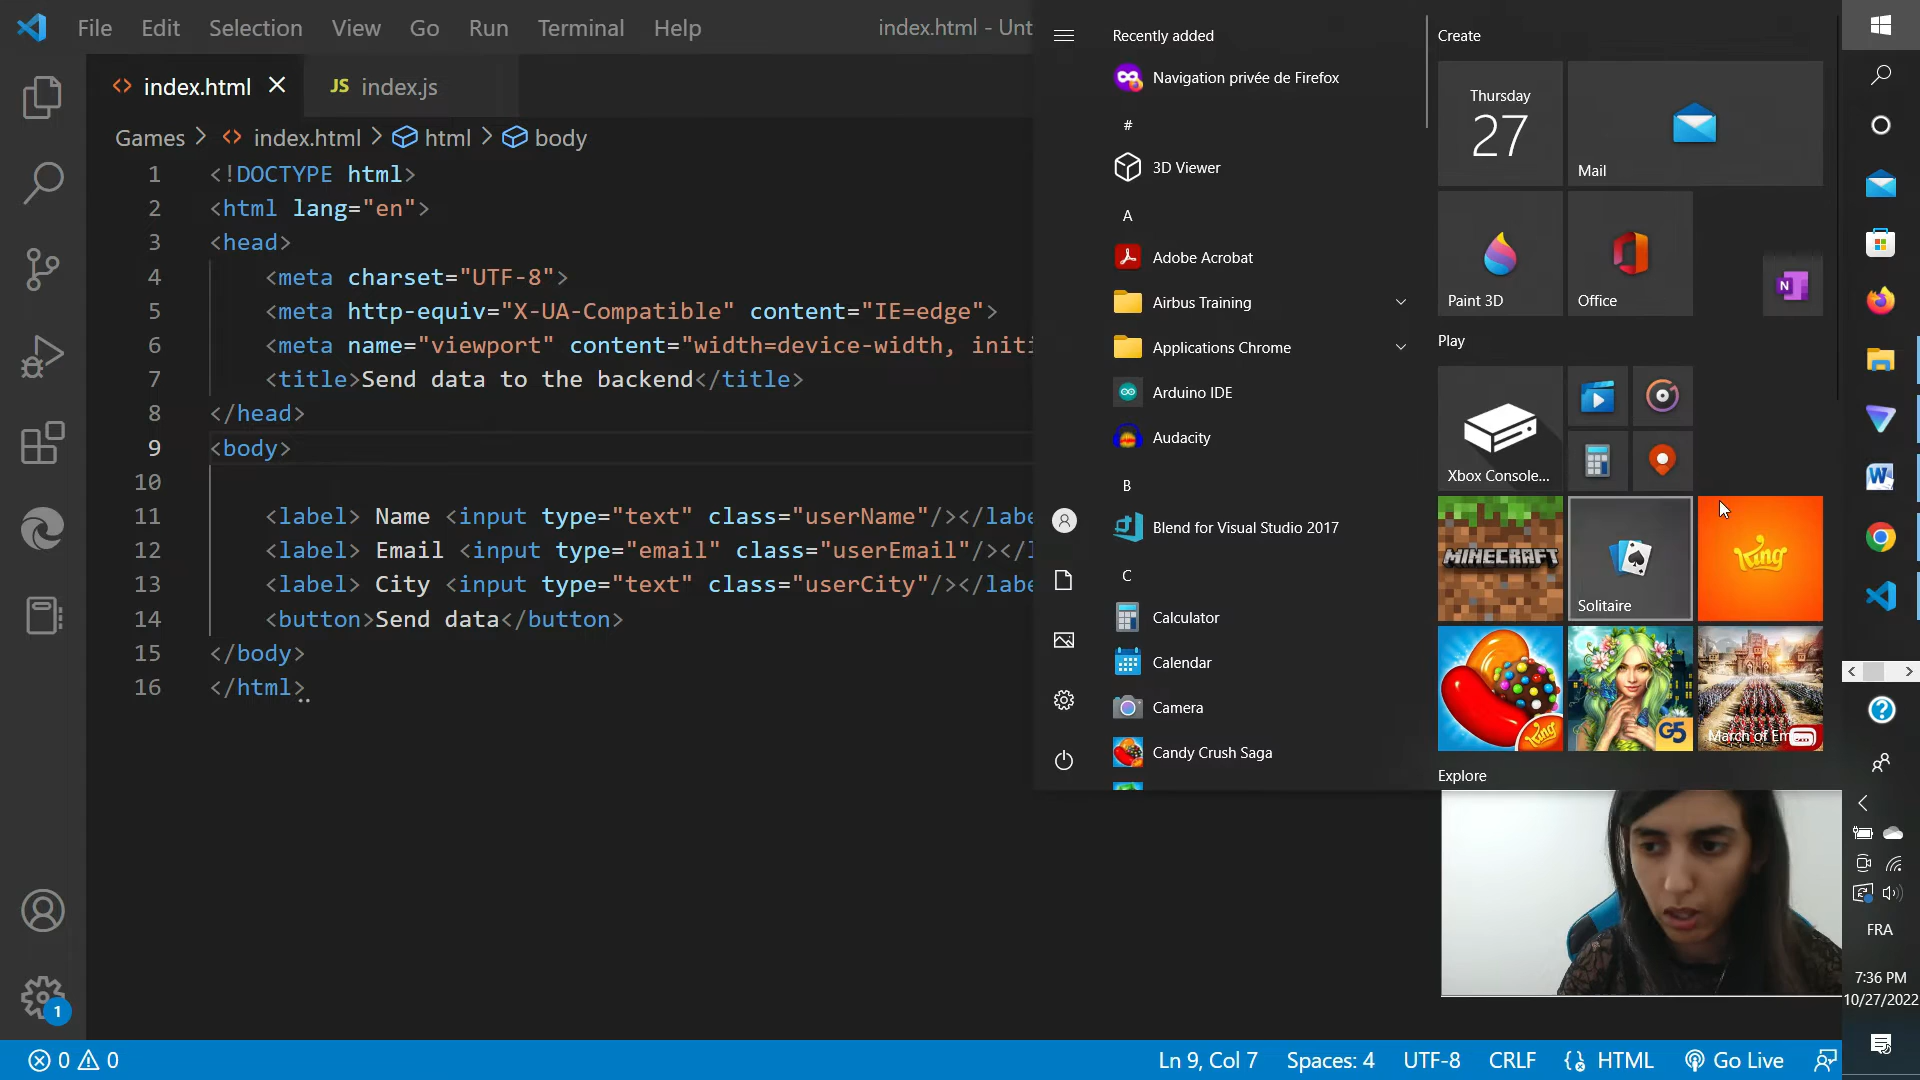 File Edit Selection View Go Run Terminal Help index.html - Unt
index.html
JS index.js
Games > index.html > html > body
1 <!DOCTYPE html>
2 <html lang="en">
3 <head>
4 <meta charset="UTF-8">
5 <meta http-equiv="X-UA-Compatible" content="IE=edge">
6 <meta name="viewport" content="width=device-width, initi
7 <title>Send data to the backend</title>
8 </head>
9 <body>
10
11 <label> Name <input type="text" class="userName"/></labe
12 <label> Email <input type="email" class="userEmail"/></l
13 <label> City <input type="text" class="userCity"/></labe
14 <button>Send data</button>
15 </body>
16 </html>
Recently added
Navigation privée de Firefox
#
3D Viewer
A
Adobe Acrobat
Airbus Training
Applications Chrome
Arduino IDE
Audacity
B
Blend for Visual Studio 2017
C
Calculator
Calendar
Camera
Candy Crush Saga
Create
Thursday
27
Mail
Paint 3D
Office
N
Play
Xbox Console...
MINECRAFT
Solitaire
King
King
G5
March of Em
Explore
W
FRA
7:36 PM
10/27/2022
1
0 0
Ln 9, Col 7 Spaces: 4 UTF-8 CRLF HTML Go Live